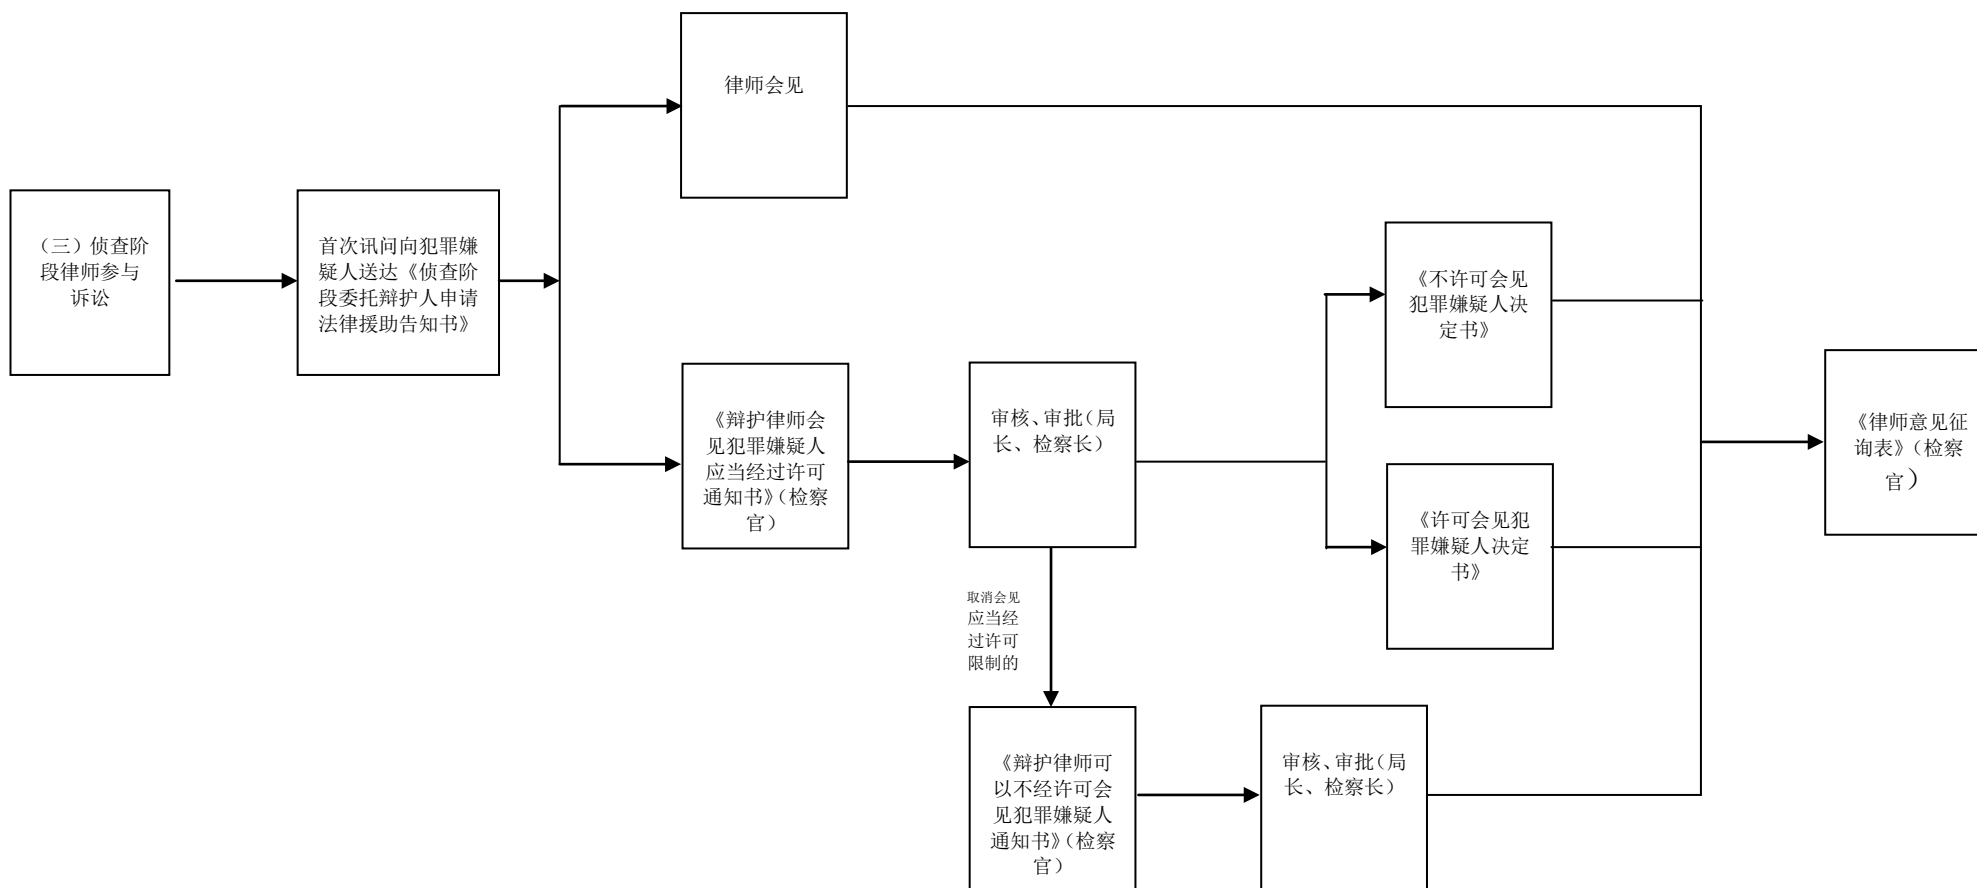 （三）侦查阶
段律师参与
诉讼
首次讯问向犯罪嫌
疑人送达《侦查阶
段委托辩护人申请
法律援助告知书》
律师会见
《辩护律师会
见犯罪嫌疑人
应当经过许可
通知书》（检察
官）
审核、审批（局
长、检察长）
《不许可会见
犯罪嫌疑人决
定书》
《许可会见犯
罪嫌疑人决定
书》
取消会见
应当经
过许可
限制的
《辩护律师可
以不经许可会
见犯罪嫌疑人
通知书》（检察
官）
审核、审批（局
长、检察长）
《律师意见征
询表》（检察
官）